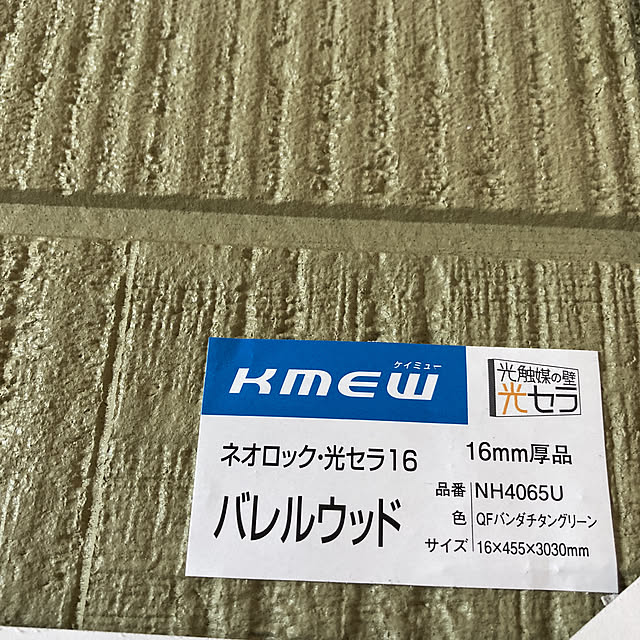 ケイミュー
KMEW
光触媒の壁
光セラ
ネオロック・光セラ16
16mm厚品
バレルウッド
品番 NH4065U
色 QFバンダチタングリーン
サイズ 16×455×3030mm